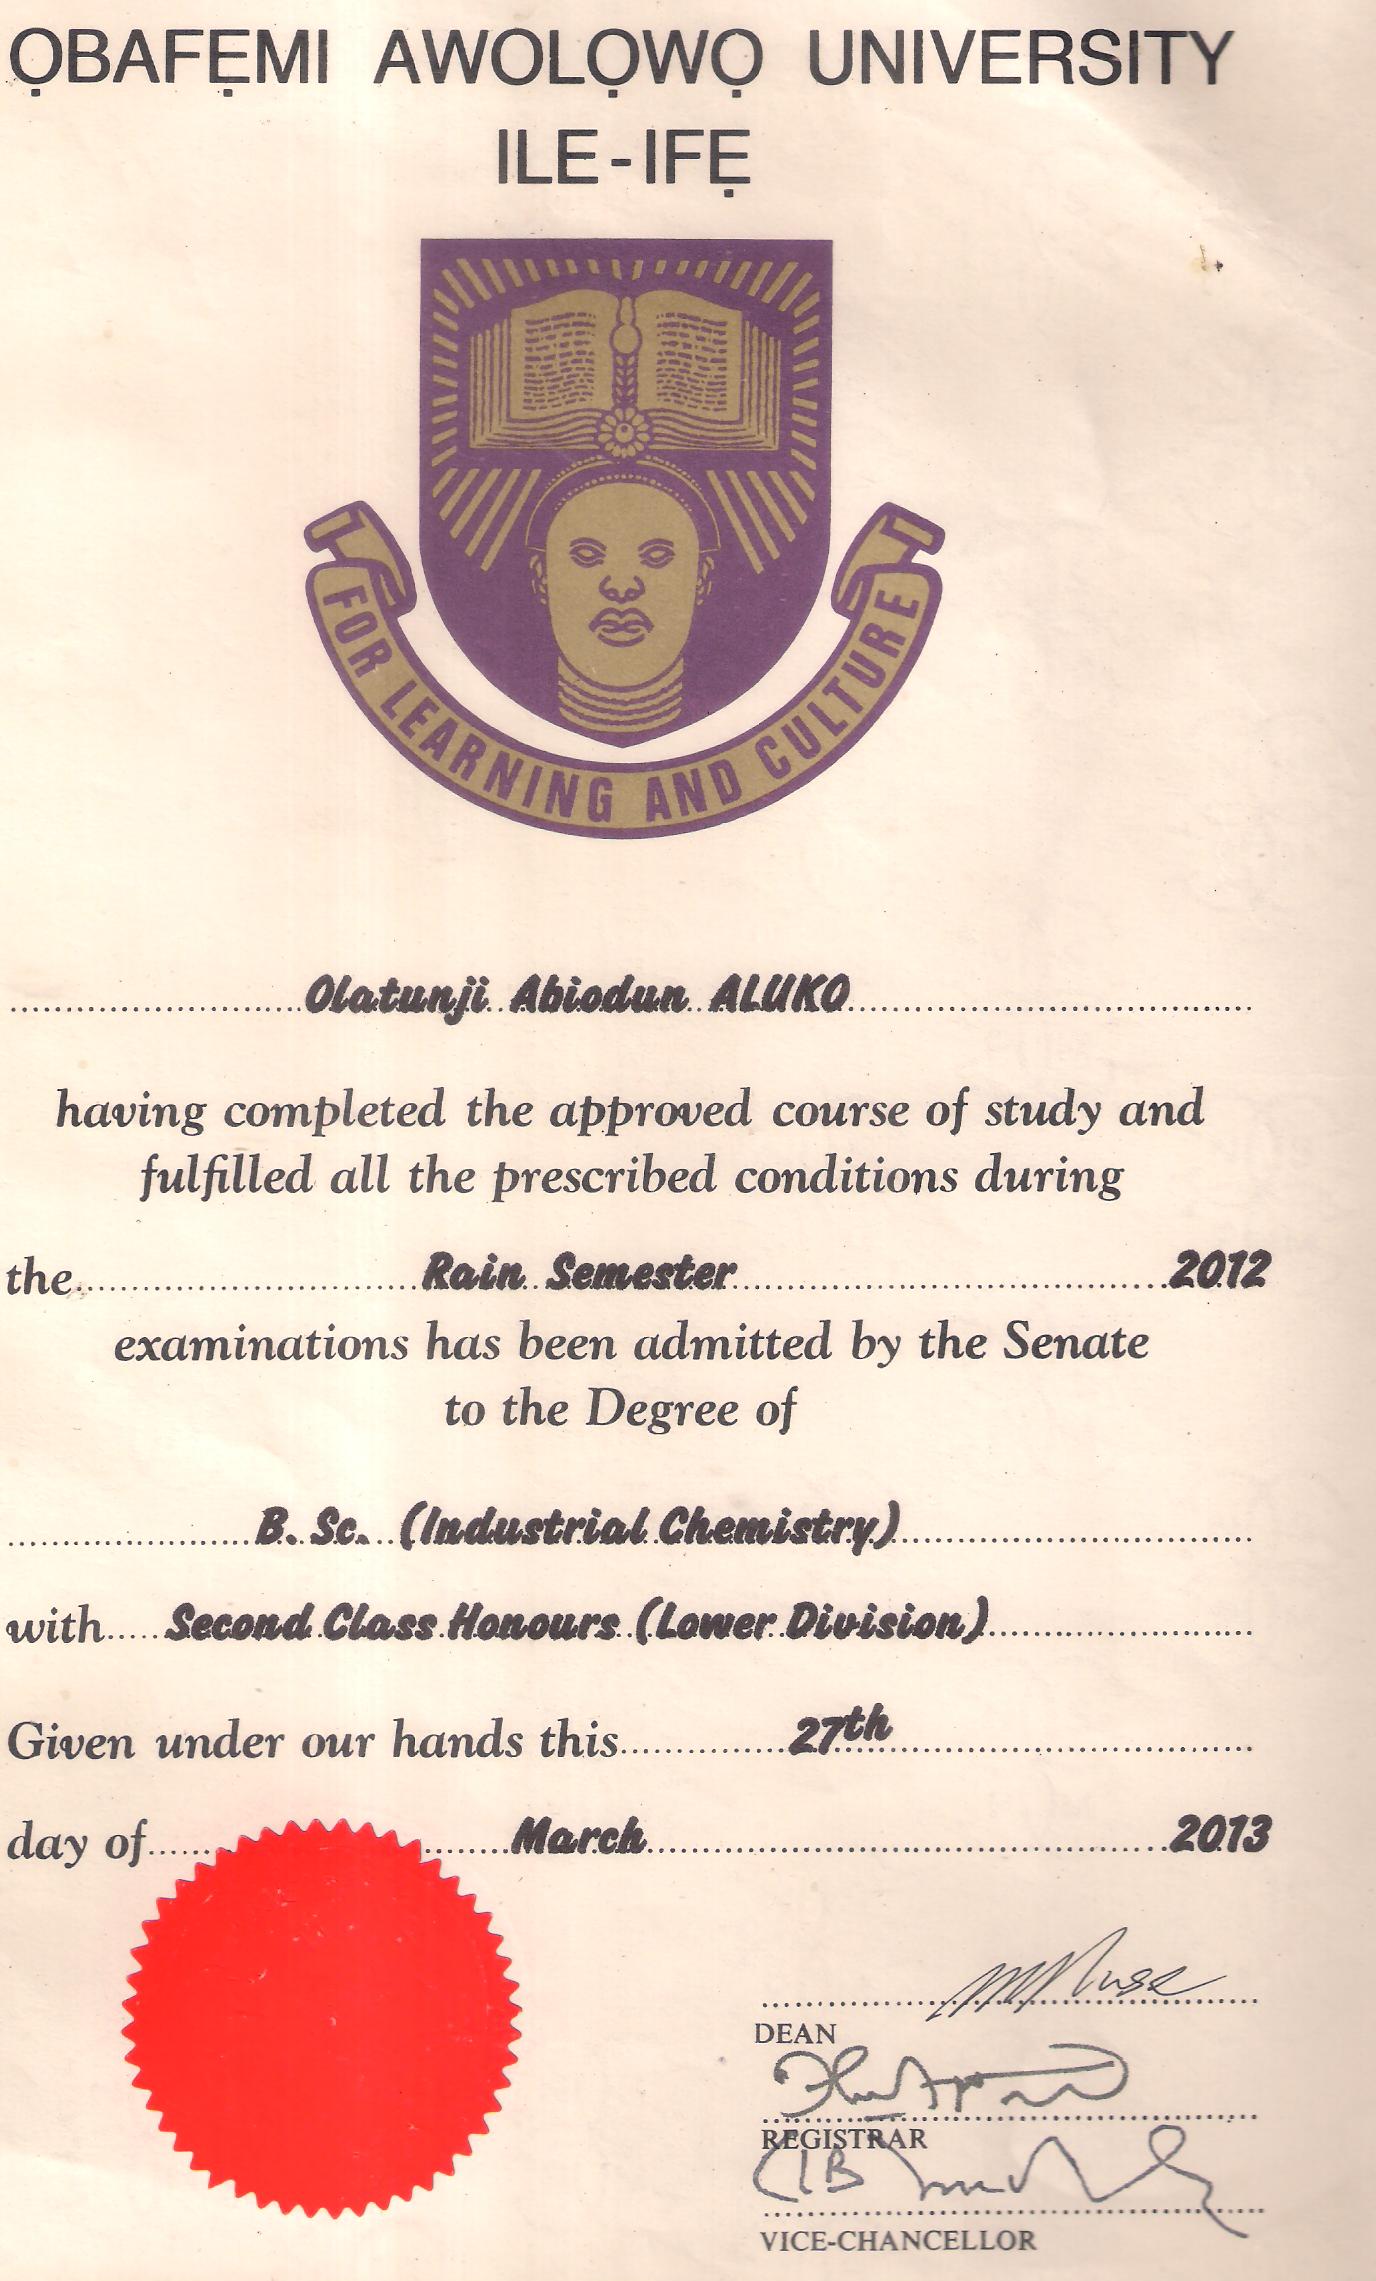 ỌBAFẸMI AWOLỌWỌ UNIVERSITY
ILE-IFẸ
FOR LEARNING AND CULTURE
Olatunji Abiodun ALUKO
having completed the approved course of study and
fulfilled all the prescribed conditions during
the Rain Semester 2012
examinations has been admitted by the Senate
to the Degree of
B. Sc. (Industrial Chemistry)
with Second Class Honours (Lower Division)
Given under our hands this 27th
day of March 2013
DEAN
REGISTRAR
VICE-CHANCELLOR